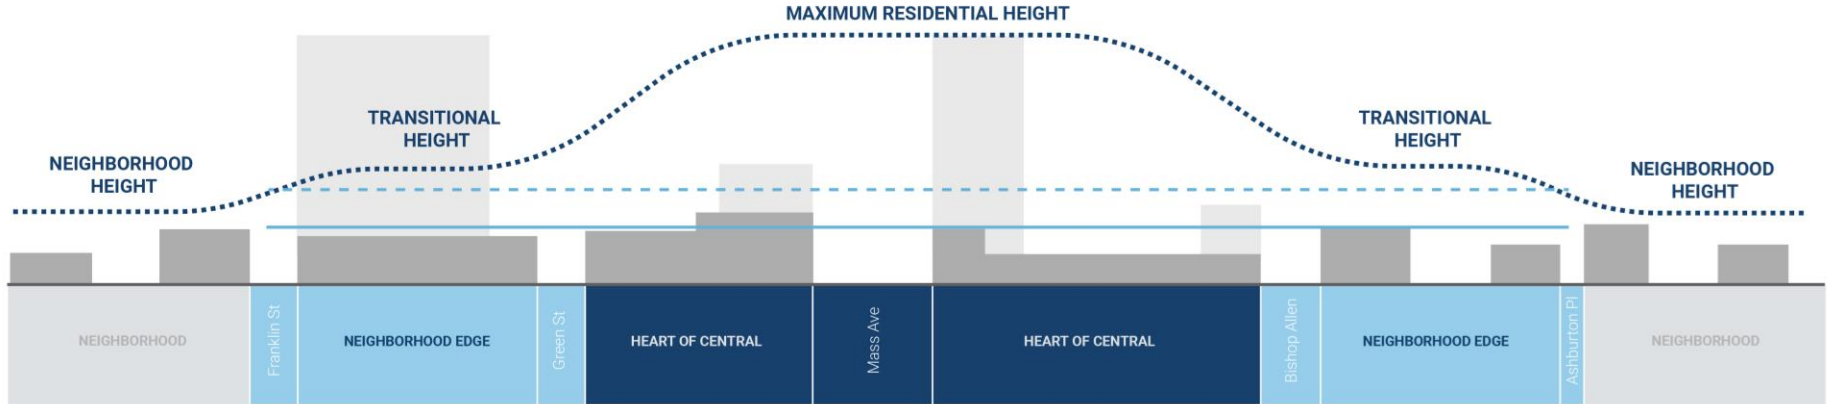 MAXIMUM RESIDENTIAL HEIGHT
NEIGHBORHOOD
HEIGHT
TRANSITIONAL
HEIGHT
TRANSITIONAL
HEIGHT
NEIGHBORHOOD
HEIGHT
NEIGHBORHOOD
Franklin St
NEIGHBORHOOD EDGE
Green St
HEART OF CENTRAL
Mass Ave
HEART OF CENTRAL
Bishop Allen
NEIGHBORHOOD EDGE
Ashburton Pl
NEIGHBORHOOD